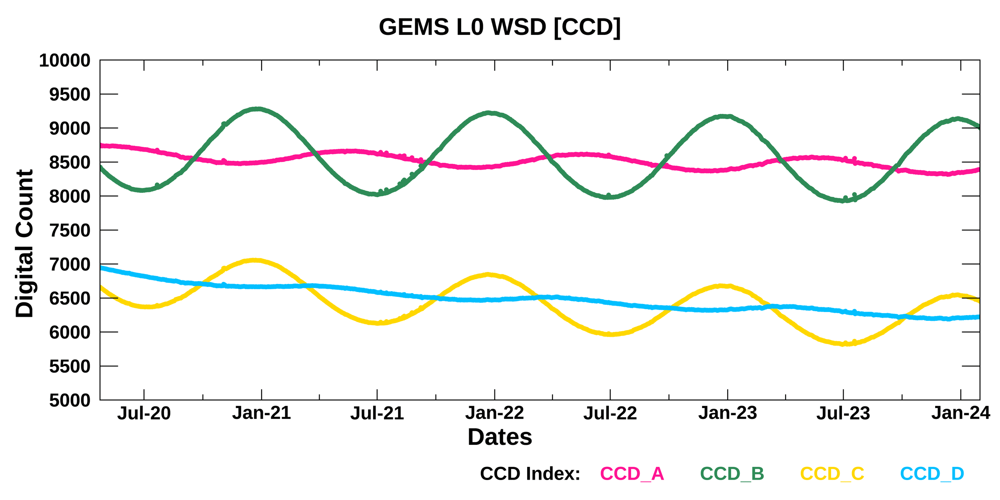 GEMS L0 WSD [CCD]
10000
9500
9000
8500
8000
7500
7000
6500
6000
5500
5000
Digital Count
Jul-20 Jan-21 Jul-21 Jan-22 Jul-22 Jan-23 Jul-23 Jan-24
Dates
CCD Index: CCD_A CCD_B CCD_C CCD_D